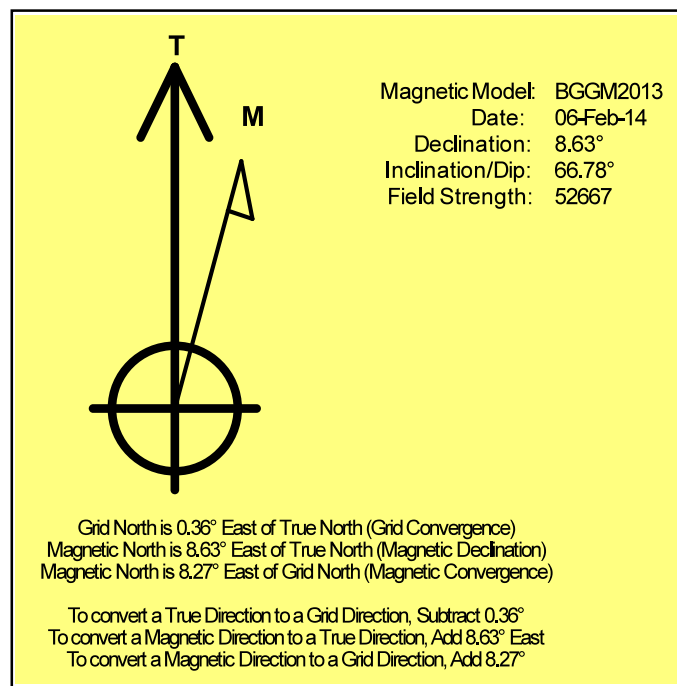 T
M
Magnetic Model: BGGM2013
Date: 06-Feb-14
Declination: 8.63°
Inclination/Dip: 66.78°
Field Strength: 52667
Grid North is 0.36° East of True North (Grid Convergence)
Magnetic North is 8.63° East of True North (Magnetic Declination)
Magnetic North is 8.27° East of Grid North (Magnetic Convergence)
To convert a True Direction to a Grid Direction, Subtract 0.36°
To convert a Magnetic Direction to a True Direction, Add 8.63° East
To convert a Magnetic Direction to a Grid Direction, Add 8.27°